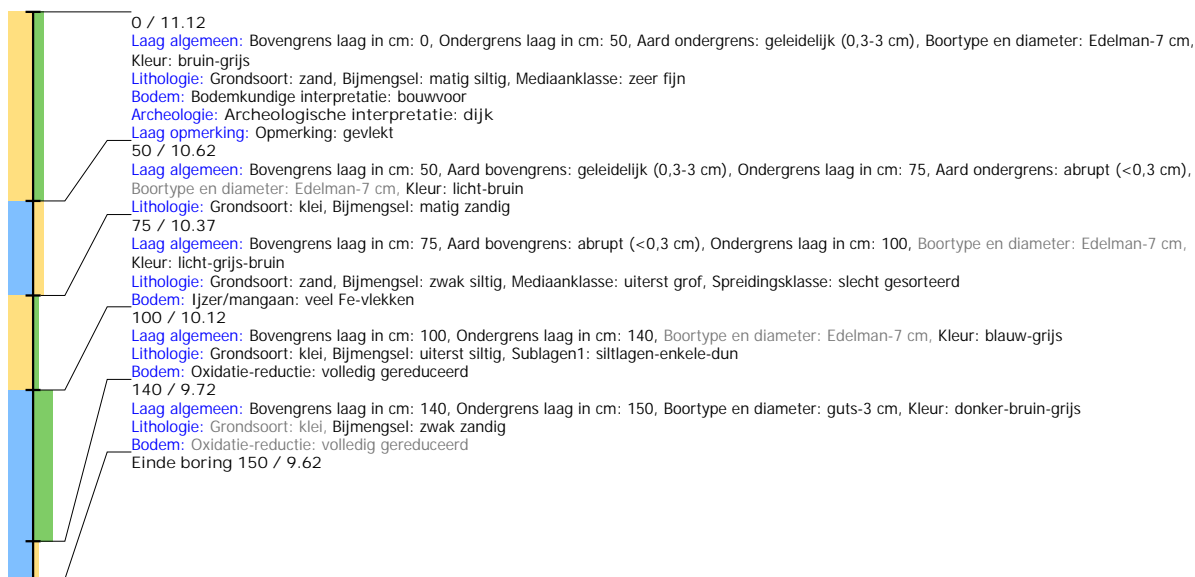 0 / 11.12
Laag algemeen: Bovengrens laag in cm: 0, Ondergrens laag in cm: 50, Aard ondergrens: geleidelijk (0,3-3 cm), Boortype en diameter: Edelman-7 cm,
Kleur: bruin-grijs
Lithologie: Grondsoort: zand, Bijmengsel: matig siltig, Mediaanklasse: zeer fijn
Bodem: Bodemkundige interpretatie: bouwvoor
Archeologie: Archeologische interpretatie: dijk
Laag opmerking: Opmerking: gevlekt
50 / 10.62
Laag algemeen: Bovengrens laag in cm: 50, Aard bovengrens: geleidelijk (0,3-3 cm), Ondergrens laag in cm: 75, Aard ondergrens: abrupt (<0,3 cm),
Boortype en diameter: Edelman-7 cm, Kleur: licht-bruin
Lithologie: Grondsoort: klei, Bijmengsel: matig zandig
75 / 10.37
Laag algemeen: Bovengrens laag in cm: 75, Aard bovengrens: abrupt (<0,3 cm), Ondergrens laag in cm: 100, Boortype en diameter: Edelman-7 cm,
Kleur: licht-grijs-bruin
Lithologie: Grondsoort: zand, Bijmengsel: zwak siltig, Mediaanklasse: uiterst grof, Spreidingsklasse: slecht gesorteerd
Bodem: Ijzer/mangaan: veel Fe-vlekken
100 / 10.12
Laag algemeen: Bovengrens laag in cm: 100, Ondergrens laag in cm: 140, Boortype en diameter: Edelman-7 cm, Kleur: blauw-grijs
Lithologie: Grondsoort: klei, Bijmengsel: uiterst siltig, Sublagen1: siltlagen-enkele-dun
Bodem: Oxidatie-reductie: volledig gereduceerd
140 / 9.72
Laag algemeen: Bovengrens laag in cm: 140, Ondergrens laag in cm: 150, Boortype en diameter: guts-3 cm, Kleur: donker-bruin-grijs
Lithologie: Grondsoort: klei, Bijmengsel: zwak zandig
Bodem: Oxidatie-reductie: volledig gereduceerd
Einde boring 150 / 9.62